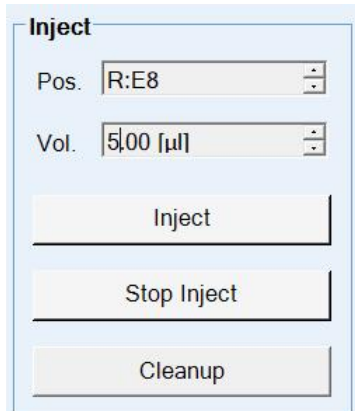 Inject
Pos. R:E8
Vol. 5.00 [µl]
Inject
Stop Inject
Cleanup